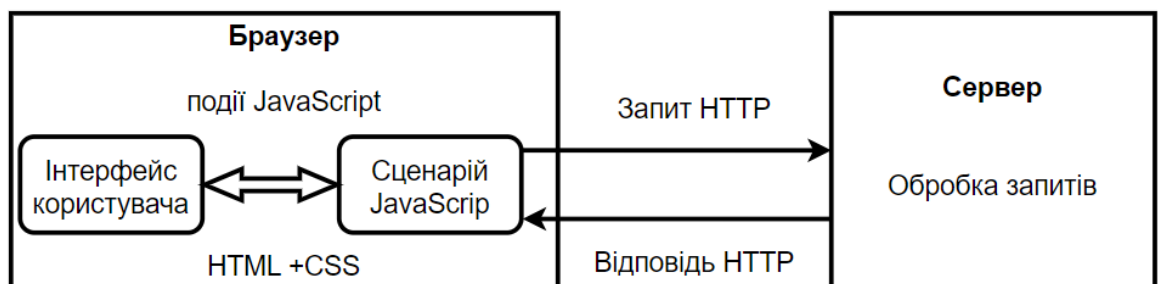 Браузер
події JavaScript
Інтерфейс
користувача
Сценарій
JavaScrip
HTML +CSS
Запит HTTP
Відповідь HTTP
Сервер
Обробка запитів